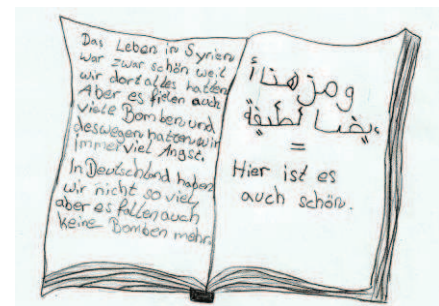 Das Leben in Syrien
war zwar schön weil
wir dort alles hatten
Aber es fielen auch
viele Bomben und
deswegen hatten wir
immer viel Angst.
In Deutschland haben
wir nicht so viel,
aber es fallen auch
keine Bomben mehr.
ومن هنا أ
يضا لطيفة
=
Hier ist es
auch schön.